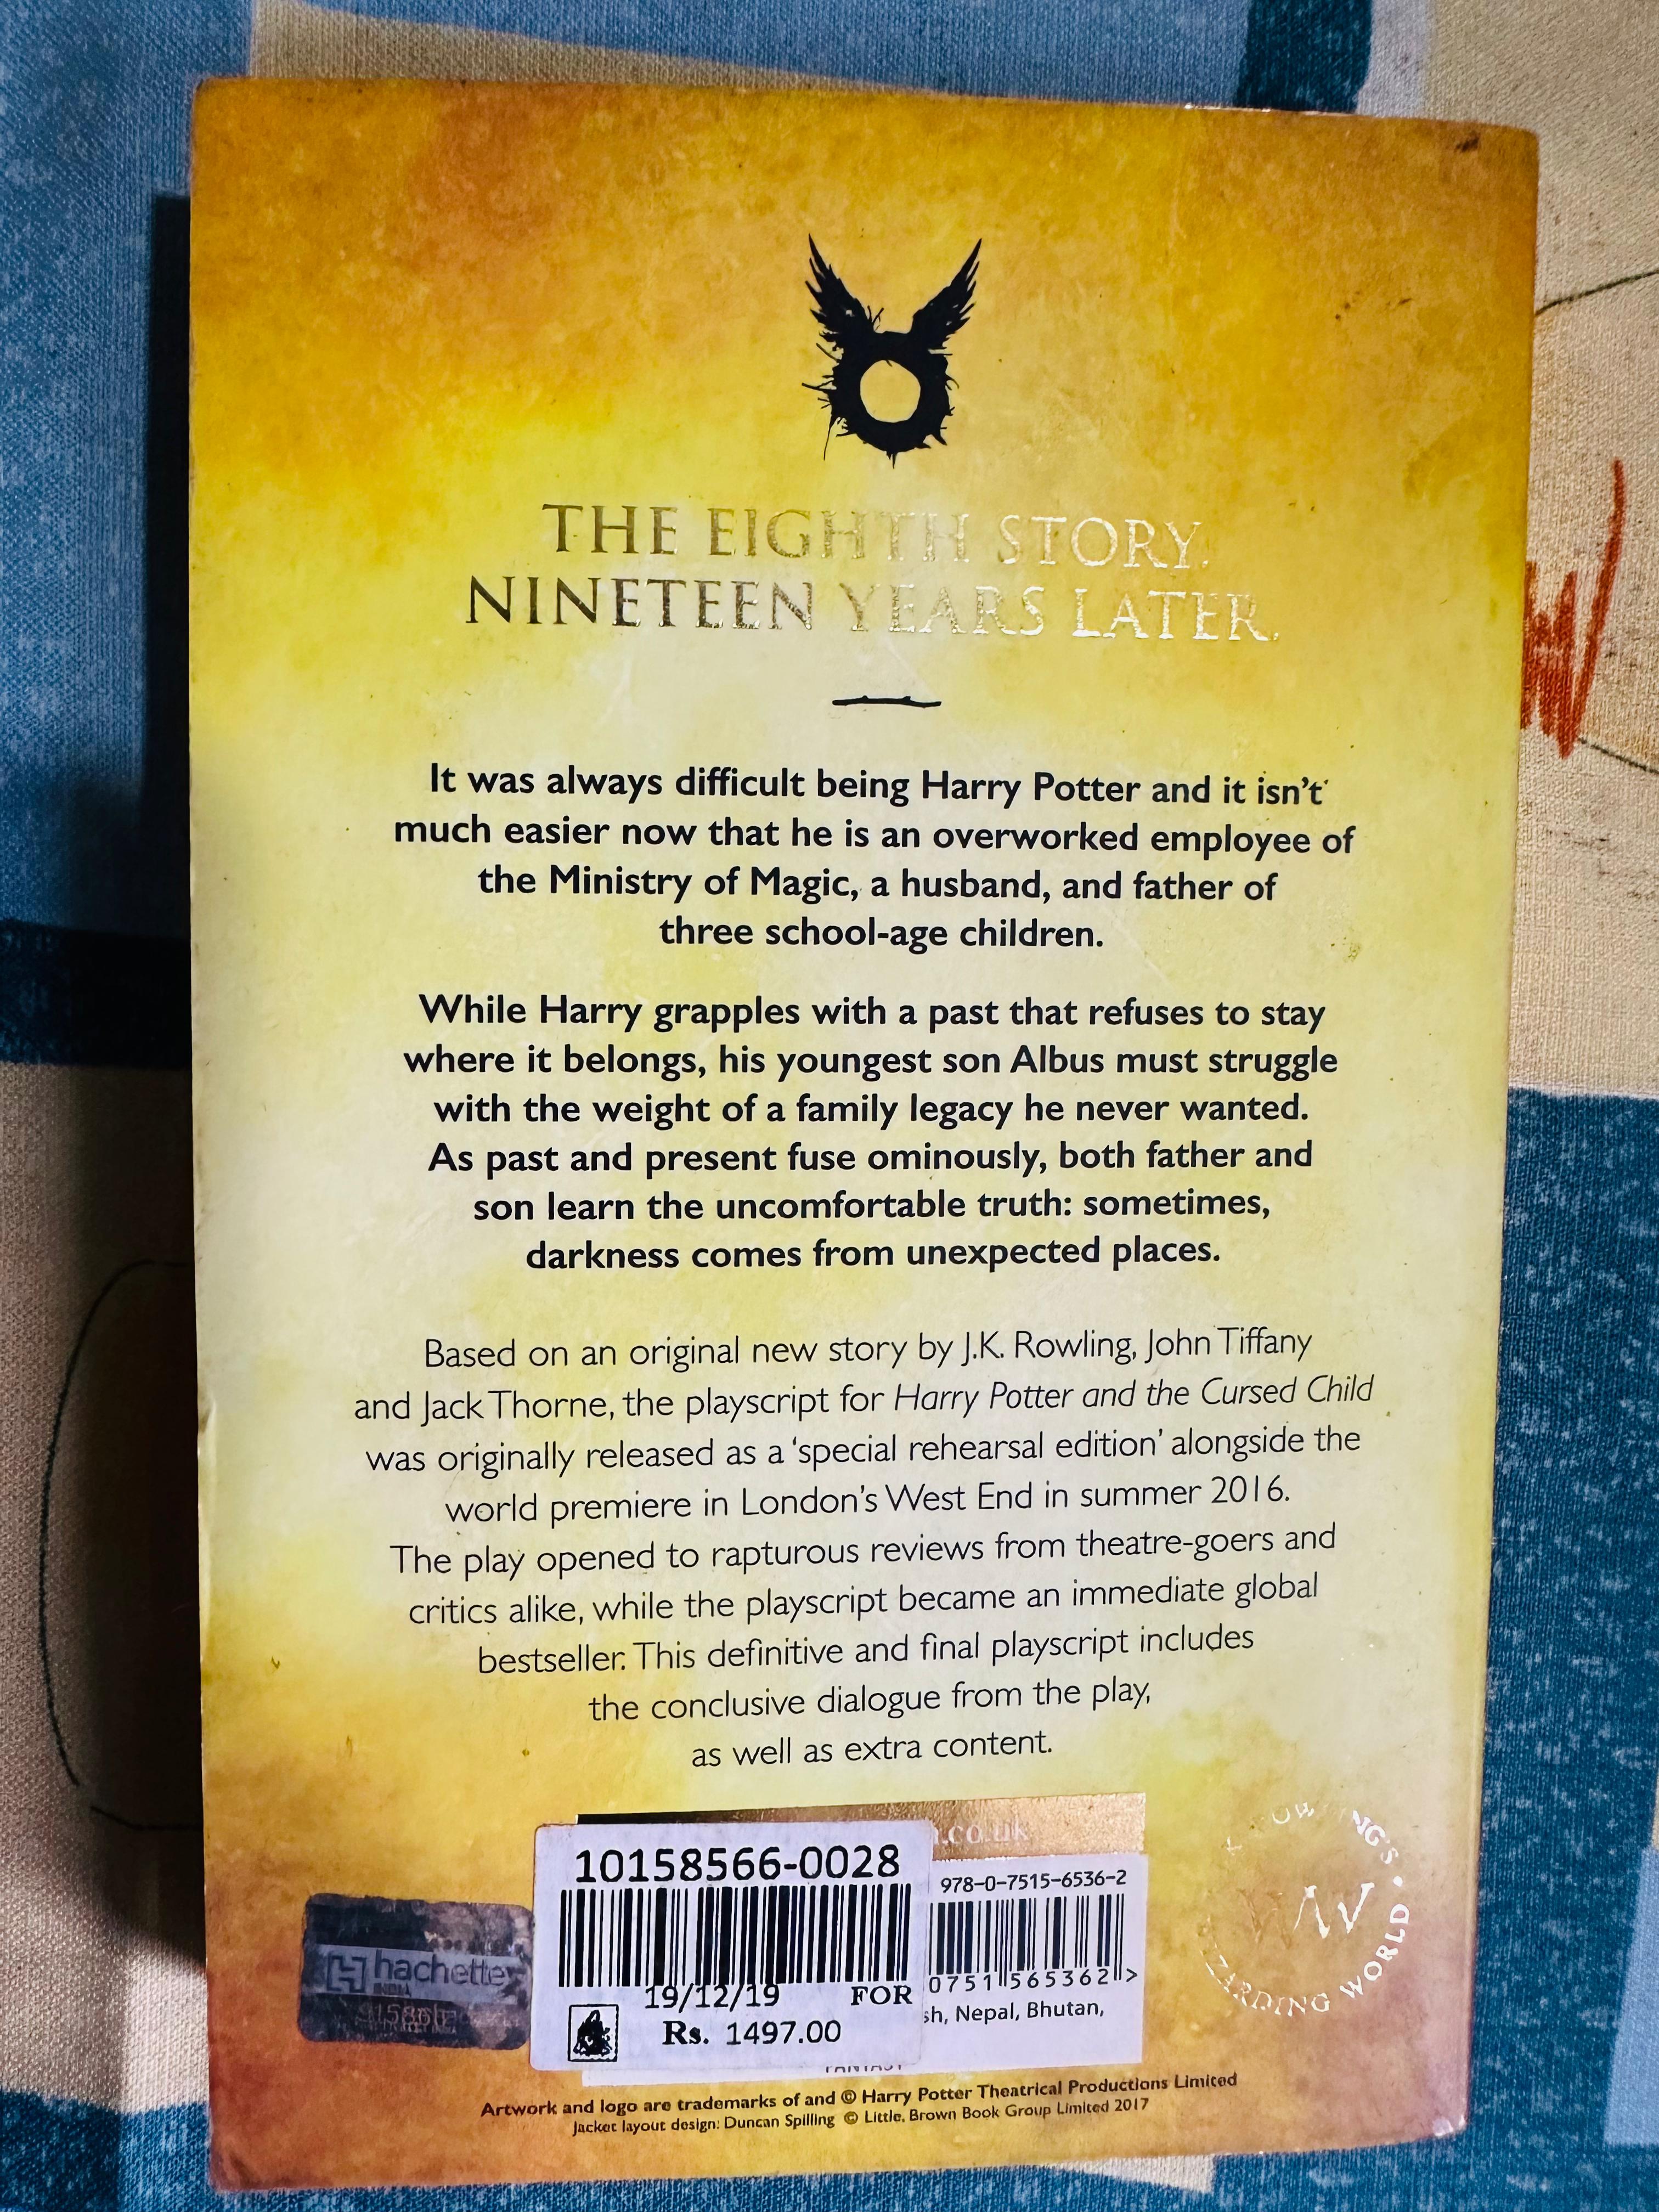 THE EIGHTH STORY.
NINETEEN YEARS LATER.
It was always difficult being Harry Potter and it isn't
much easier now that he is an overworked employee of
the Ministry of Magic, a husband, and father of
three school-age children.
While Harry grapples with a past that refuses to stay
where it belongs, his youngest son Albus must struggle
with the weight of a family legacy he never wanted.
As past and present fuse ominously, both father and
son learn the uncomfortable truth: sometimes,
darkness comes from unexpected places.
Based on an original new story by J.K. Rowling, John Tiffany
and Jack Thorne, the playscript for Harry Potter and the Cursed Child
was originally released as a ‘special rehearsal edition’ alongside the
world premiere in London’s West End in summer 2016.
The play opened to rapturous reviews from theatre-goers and
critics alike, while the playscript became an immediate global
bestseller. This definitive and final playscript includes
the conclusive dialogue from the play,
as well as extra content.
.co.uk
10158566-0028
19/12/19 FOR
Rs. 1497.00
978-0-7515-6536-2
0751 565362 >
sh, Nepal, Bhutan,
hachette
INDIA
WW
WORLD
Artwork and logo are trademarks of and © Harry Potter Theatrical Productions Limited
Jacket layout design: Duncan Spilling © Little, Brown Book Group Limited 2017